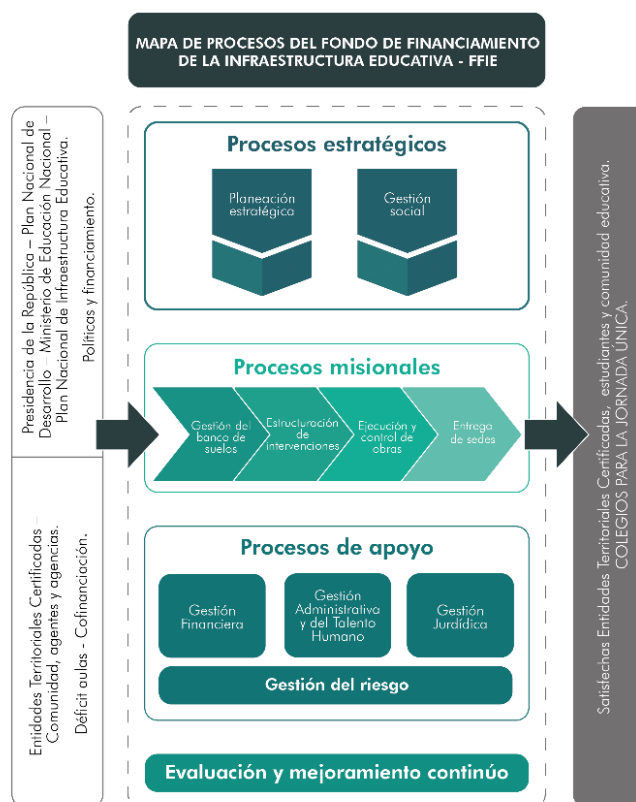 MAPA DE PROCESOS DEL FONDO DE FINANCIAMIENTO
DE LA INFRAESTRUCTURA EDUCATIVA - FFIE
Presidencia de la República – Plan Nacional de
Desarrollo – Ministerio de Educación Nacional –
Plan Nacional de Infraestructura Educativa.
Políticas y financiamiento.
Entidades Territoriales Certificadas –
Comunidad, agentes y agencias.
Déficit aulas - Cofinanciación.
Procesos estratégicos
Planeación
estratégica
Gestión
social
Procesos misionales
Gestión del
banco de
suelos
Estructuración
de
intervenciones
Ejecución y
control de
obras
Entrega
de sedes
Procesos de apoyo
Gestión
Financiera
Gestión
Administrativa
y del Talento
Humano
Gestión
Jurdídica
Gestión del riesgo
Evaluación y mejoramiento continúo
Satisfechas Entidades Territoriales Certificadas, estudiantes y comunidad educativa.
COLEGIOS PARA LA JORNADA ÚNICA.